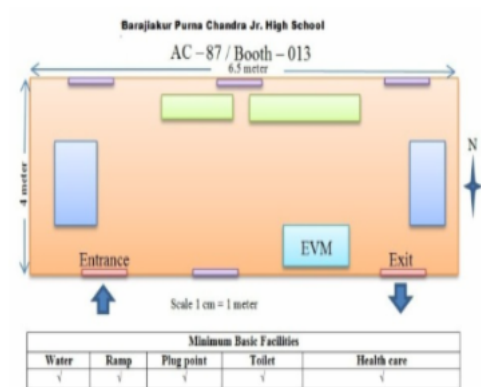 Barajiakur Purna Chandra Jr. High School
AC – 87 / Booth – 013
6.5 meter
4 meter
N
EVM
Entrance
Exit
Scale 1 cm = 1 meter
Minimum Basic Facilities
Water Ramp Plug point Toilet Health care
√ √ √ √ √